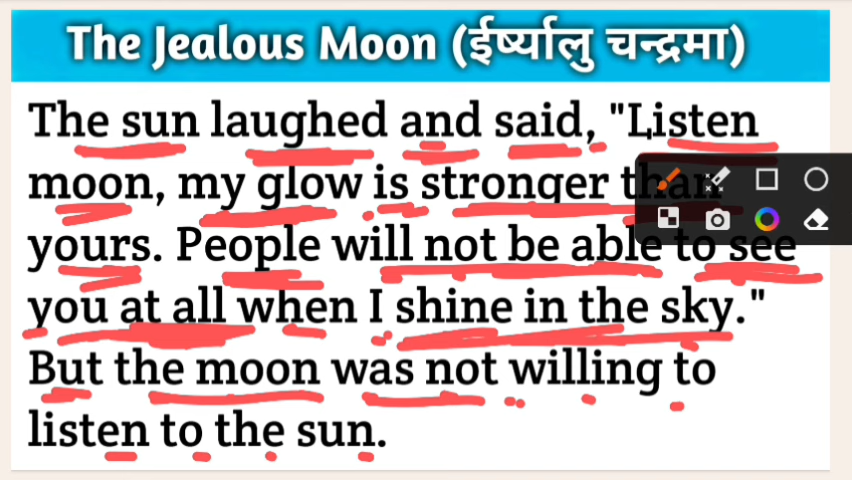 The Jealous Moon (ईर्ष्यालु चन्द्रमा)
The sun laughed and said, "Listen
moon, my glow is stronger than
yours. People will not be able to see
you at all when I shine in the sky."
But the moon was not willing to
listen to the sun.